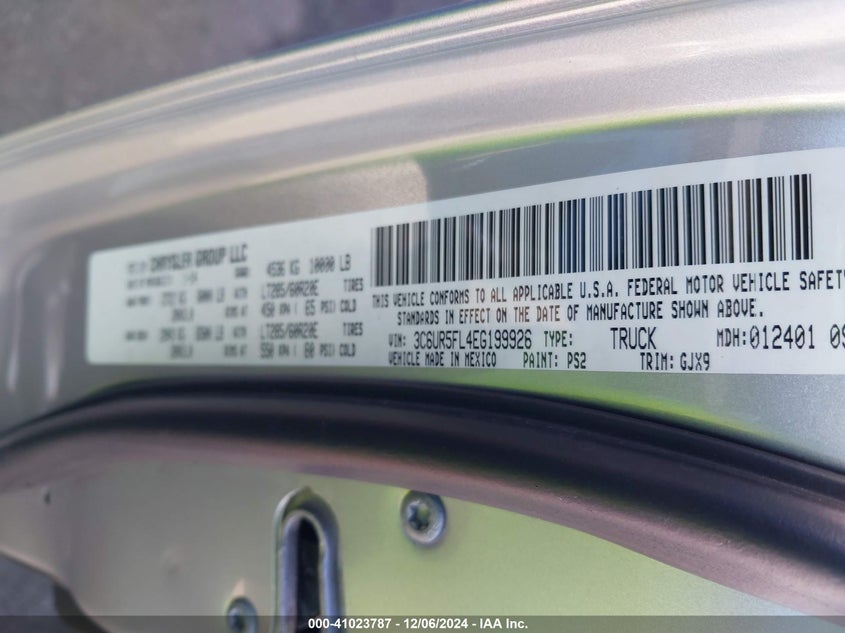 CHRYSLER GROUP LLC
4536 KG 10000 LB
LT285/60R20E TIRES
450 KPA ( 65 PSI) COLD
LT285/60R20E TIRES
550 KPA ( 80 COLD
THIS VEHICLE CONFORMS TO ALL APPLICABLE U.S.A. FEDERAL MOTOR VEHICLE SAFETY
STANDARDS IN EFFECT ON THE DATE OF MANUFACTURE SHOWN ABOVE.
VIN: 3C6UR5FL4EG199926 TYPE: TRUCK MDH:012401 09
VEHICLE MADE IN MEXICO PAINT: PS2 TRIM: GJX9
000-41023787 - 12/06/2024 - IAA Inc.